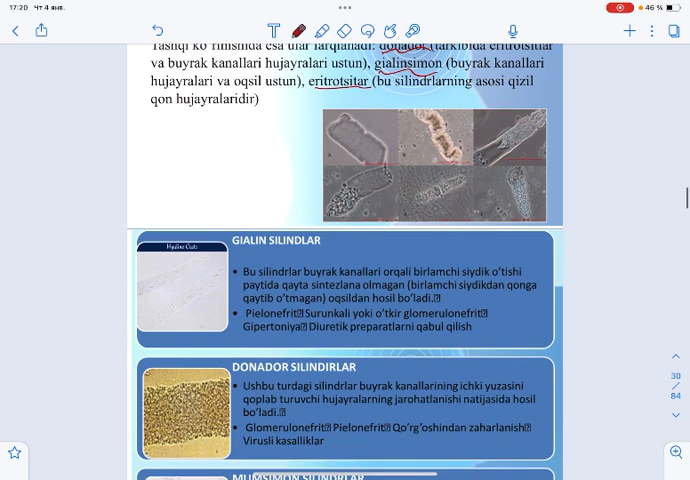 17:20 Чт 4 янв.
46 %
Tashqi ko'rinishida esa ular farqlanadi: donador (tarkibida eritrotsitlar
va buyrak kanallari hujayralari ustun), gialinsimon (buyrak kanallari
hujayralari va oqsil ustun), eritrotsitar (bu silindrlarning asosi qizil
qon hujayralaridir)
A
B
Hyaline Casts
GIALIN SILINDLAR
• Bu silindrlar buyrak kanallari orqali birlamchi siydik o'tishi
paytida qayta sintezlana olmagan (birlamchi siydikdan qonga
qaytib o'tmagan) oqsildan hosil bo'ladi.
• Pielonefrit Surunkali yoki o'tkir glomerulonefrit
Gipertoniya Diuretik preparatlarni qabul qilish
DONADOR SILINDIRLAR
• Ushbu turdagi silindrlar buyrak kanallarining ichki yuzasini
qoplab turuvchi hujayralarning jarohatlanishi natijasida hosil
bo'ladi.
• Glomerulonefrit Pielonefrit Qo'rg'oshindan zaharlanish
Virusli kasalliklar
MUMSIMON SILINDRLAR
30
/
84